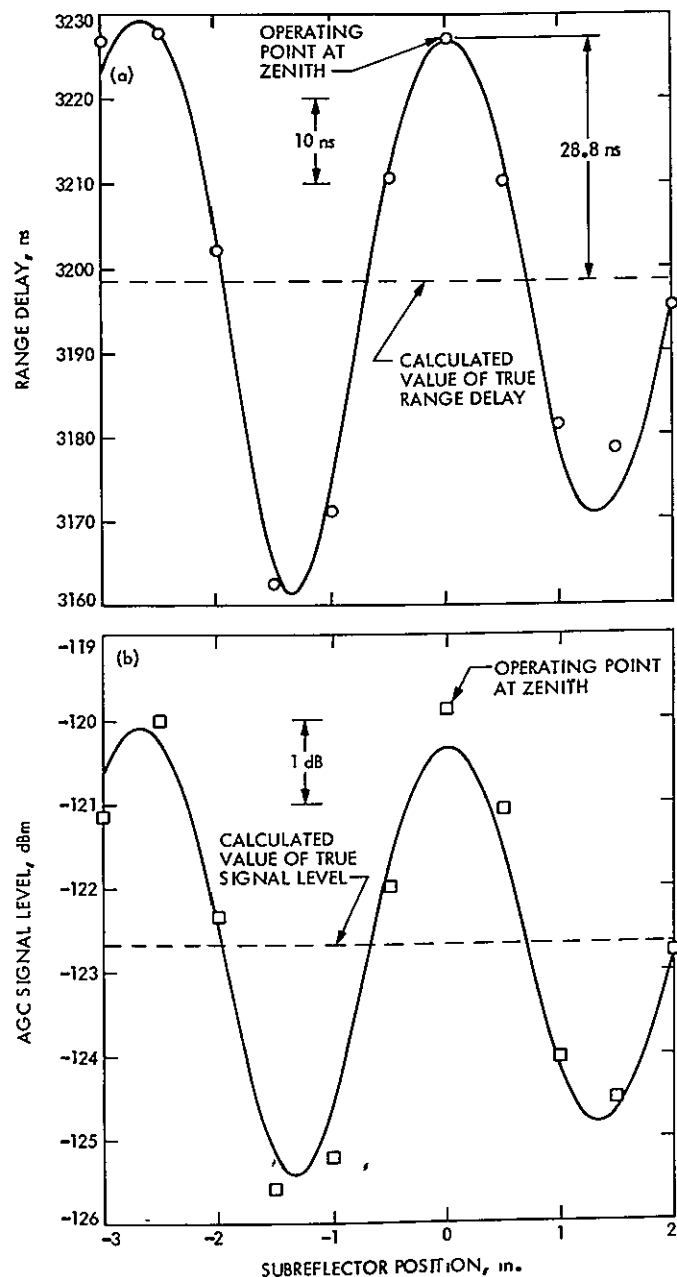 3230
3220
3210
3200
3190
3180
3170
3160
RANGE DELAY, ns
(a)
OPERATING
POINT AT
ZENITH
10 ns
28.8 ns
CALCULATED
VALUE OF TRUE
RANGE DELAY
-119
-120
-121
-122
-123
-124
-125
-126
AGC SIGNAL LEVEL, dBm
(b)
OPERATING POINT
AT ZENITH
1 dB
CALCULATED
VALUE OF TRUE
SIGNAL LEVEL
-3
-2
-1
0
1
2
SUBREFLECTOR POSITION, in.